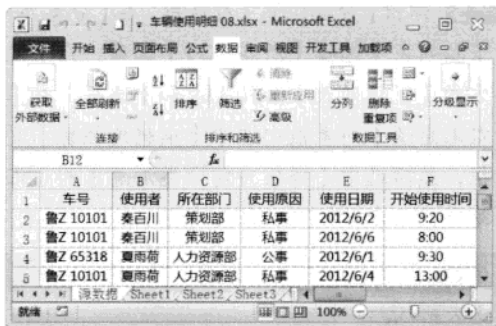 车辆使用明细 08.xlsx - Microsoft Excel
文件 开始 插入 页面布局 公式 数据 审阅 视图 开发工具 加载项
获取 外部数据 全部刷新 排序 筛选 清除 重新应用 高级 分列 删除 重复项 分级显示
连接 排序和筛选 数据工具
B12 fx
A B C D E F
1 车号 使用者 所在部门 使用原因 使用日期 开始使用时间
2 鲁Z 10101 秦百川 策划部 私事 2012/6/2 9:20
3 鲁Z 10101 秦百川 策划部 私事 2012/6/6 8:00
4 鲁Z 65318 夏雨荷 人力资源部 公事 2012/6/1 9:30
5 鲁Z 10101 夏雨荷 人力资源部 私事 2012/6/4 13:00
源数据 Sheet1 Sheet2 Sheet3
就绪 100%